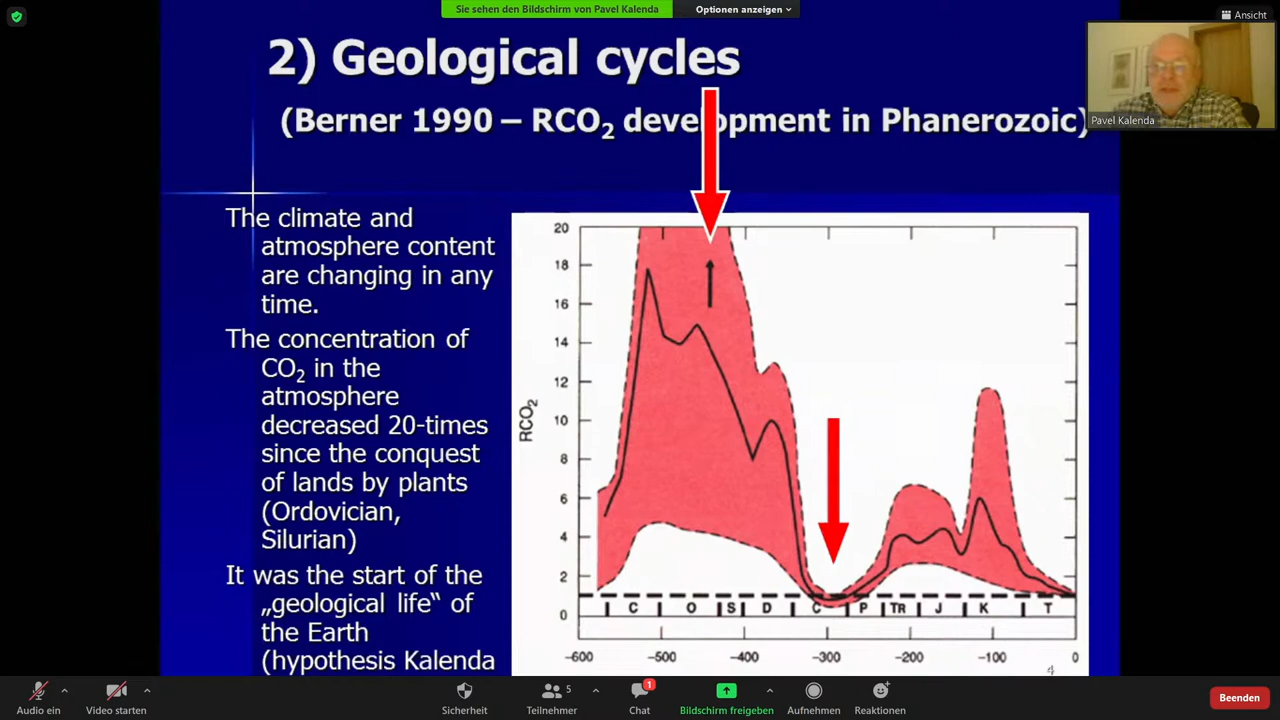 Sie sehen den Bildschirm von Pavel Kalenda
Optionen anzeigen
Ansicht
2) Geological cycles
(Berner 1990 – RCO₂ development in Phanerozoic)
Pavel Kalenda
The climate and
atmosphere content
are changing in any
time.
The concentration of
CO₂ in the
atmosphere
decreased 20-times
since the conquest
of lands by plants
(Ordovician,
Silurian)
It was the start of the
„geological life“ of
the Earth
(hypothesis Kalenda
RCO₂
20
18
16
14
12
10
8
6
4
2
0
C O S D C P TR J K T
-600 -500 -400 -300 -200 -100 0
4
Audio ein
Video starten
Sicherheit
5
Teilnehmer
1
Chat
Bildschirm freigeben
Aufnehmen
Reaktionen
Beenden